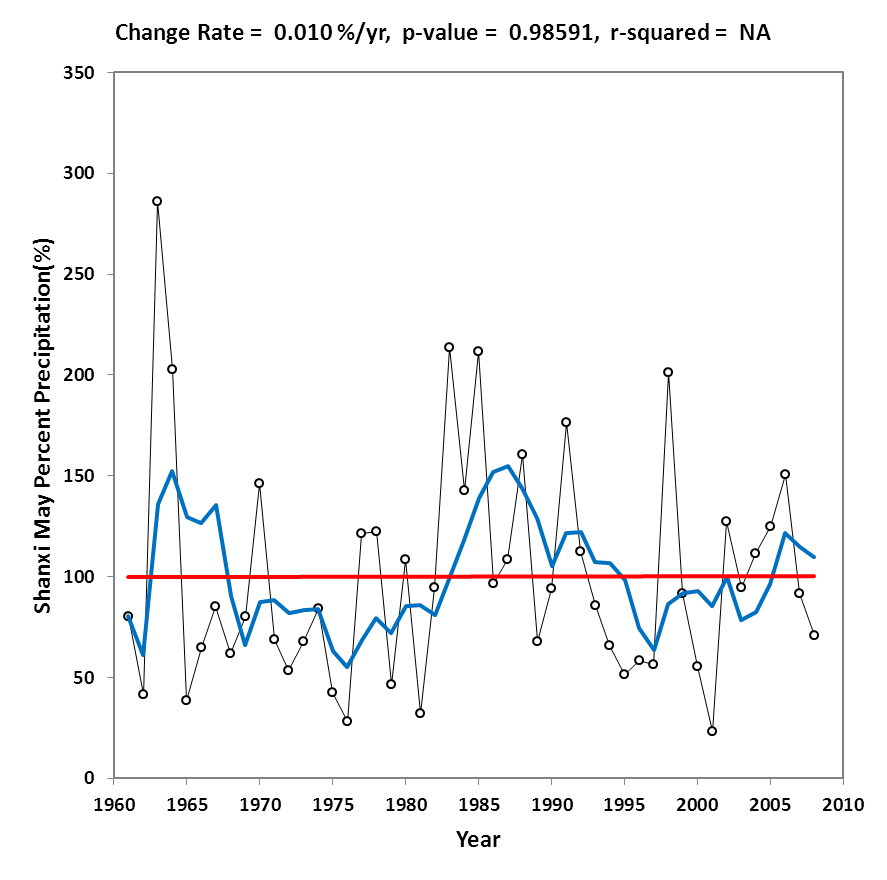 Change Rate = 0.010 %/yr, p-value = 0.98591, r-squared = NA
350
300
250
200
150
100
50
0
Shanxi May Percent Precipitation(%)
1960 1965 1970 1975 1980 1985 1990 1995 2000 2005 2010
Year